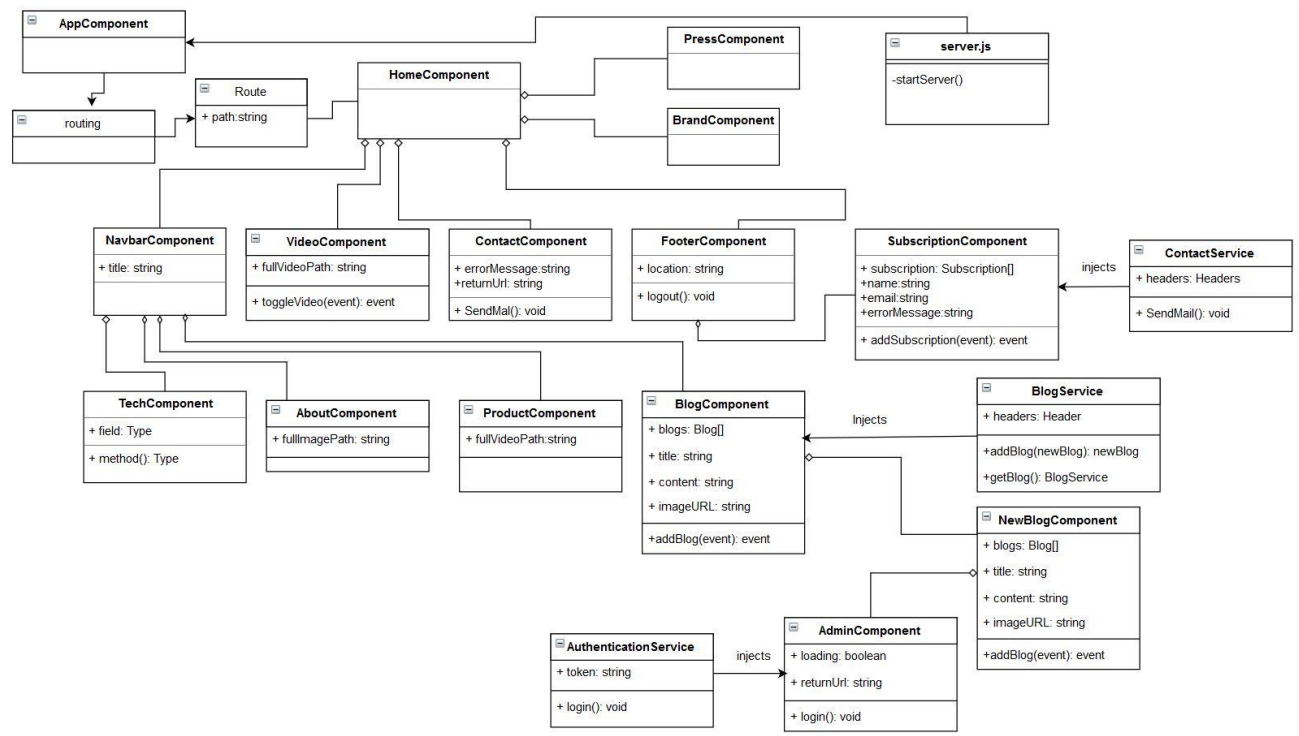 AppComponent
server.js
-startServer()
PressComponent
HomeComponent
Route
+ path:string
routing
BrandComponent
NavbarComponent
+ title: string
VideoComponent
+ fullVideoPath: string
+ toggleVideo(event): event
ContactComponent
+ errorMessage:string
+returnUrl: string
+ SendMal(): void
FooterComponent
+ location: string
+ logout(): void
SubscriptionComponent
+ subscription: Subscription[]
+name:string
+email:string
+errorMessage:string
+ addSubscription(event): event
injects
ContactService
+ headers: Headers
+ SendMail(): void
TechComponent
+ field: Type
+ method(): Type
AboutComponent
+ fullImagePath: string
ProductComponent
+ fullVideoPath:string
BlogComponent
+ blogs: Blog[]
+ title: string
+ content: string
+ imageURL: string
+addBlog(event): event
Injects
BlogService
+ headers: Header
+addBlog(newBlog): newBlog
+getBlog(): BlogService
NewBlogComponent
+ blogs: Blog[]
+ title: string
+ content: string
+ imageURL: string
+addBlog(event): event
AuthenticationService
+ token: string
+ login(): void
injects
AdminComponent
+ loading: boolean
+ returnUrl: string
+ login(): void